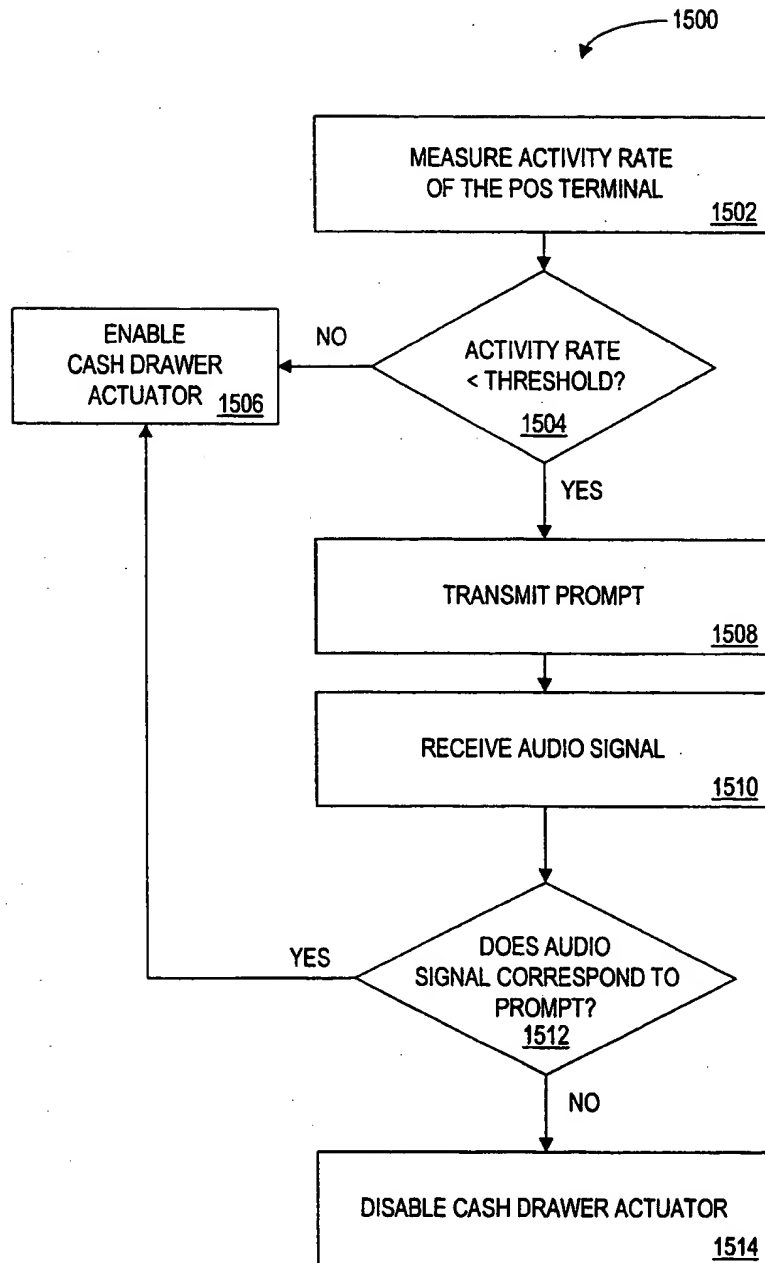 1500
MEASURE ACTIVITY RATE
OF THE POS TERMINAL
1502
ENABLE
CASH DRAWER
ACTUATOR
1506
NO
ACTIVITY RATE
< THRESHOLD?
1504
YES
TRANSMIT PROMPT
1508
RECEIVE AUDIO SIGNAL
1510
YES
DOES AUDIO
SIGNAL CORRESPOND TO
PROMPT?
1512
NO
DISABLE CASH DRAWER ACTUATOR
1514